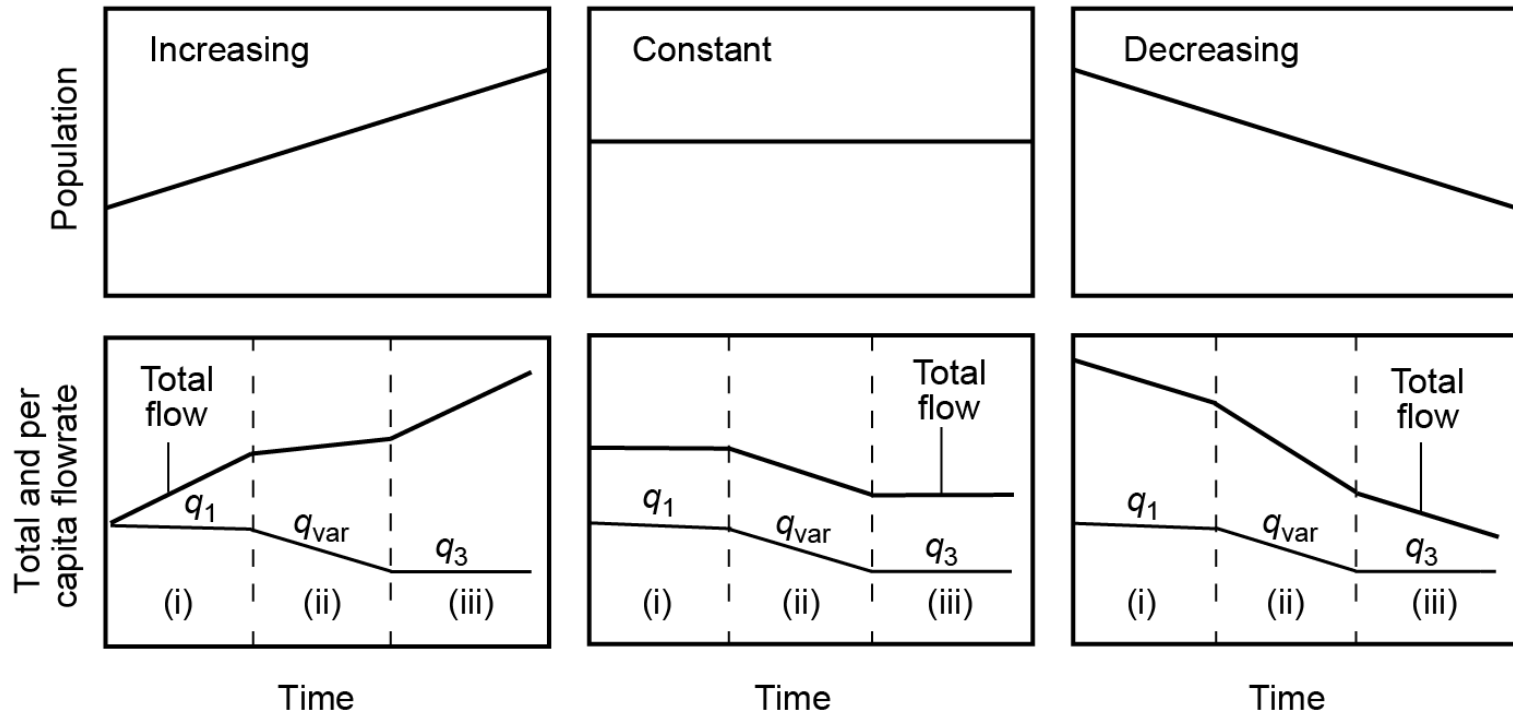 Increasing
Constant
Decreasing
Population
Total and per
capita flowrate
Total
flow
q1
qvar
q3
(i)
(ii)
(iii)
Total
flow
q1
qvar
q3
(i)
(ii)
(iii)
Total
flow
q1
qvar
q3
(i)
(ii)
(iii)
Time
Time
Time